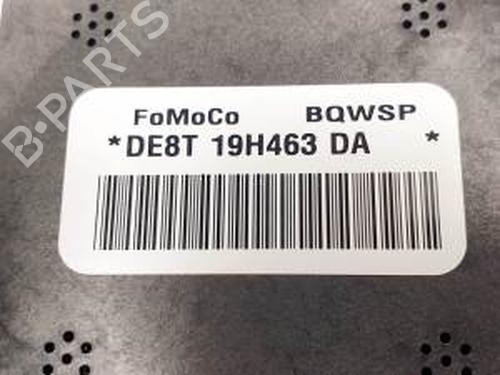 B-PARTS
FoMoCo BQWSP
*DE8T 19H463 DA *